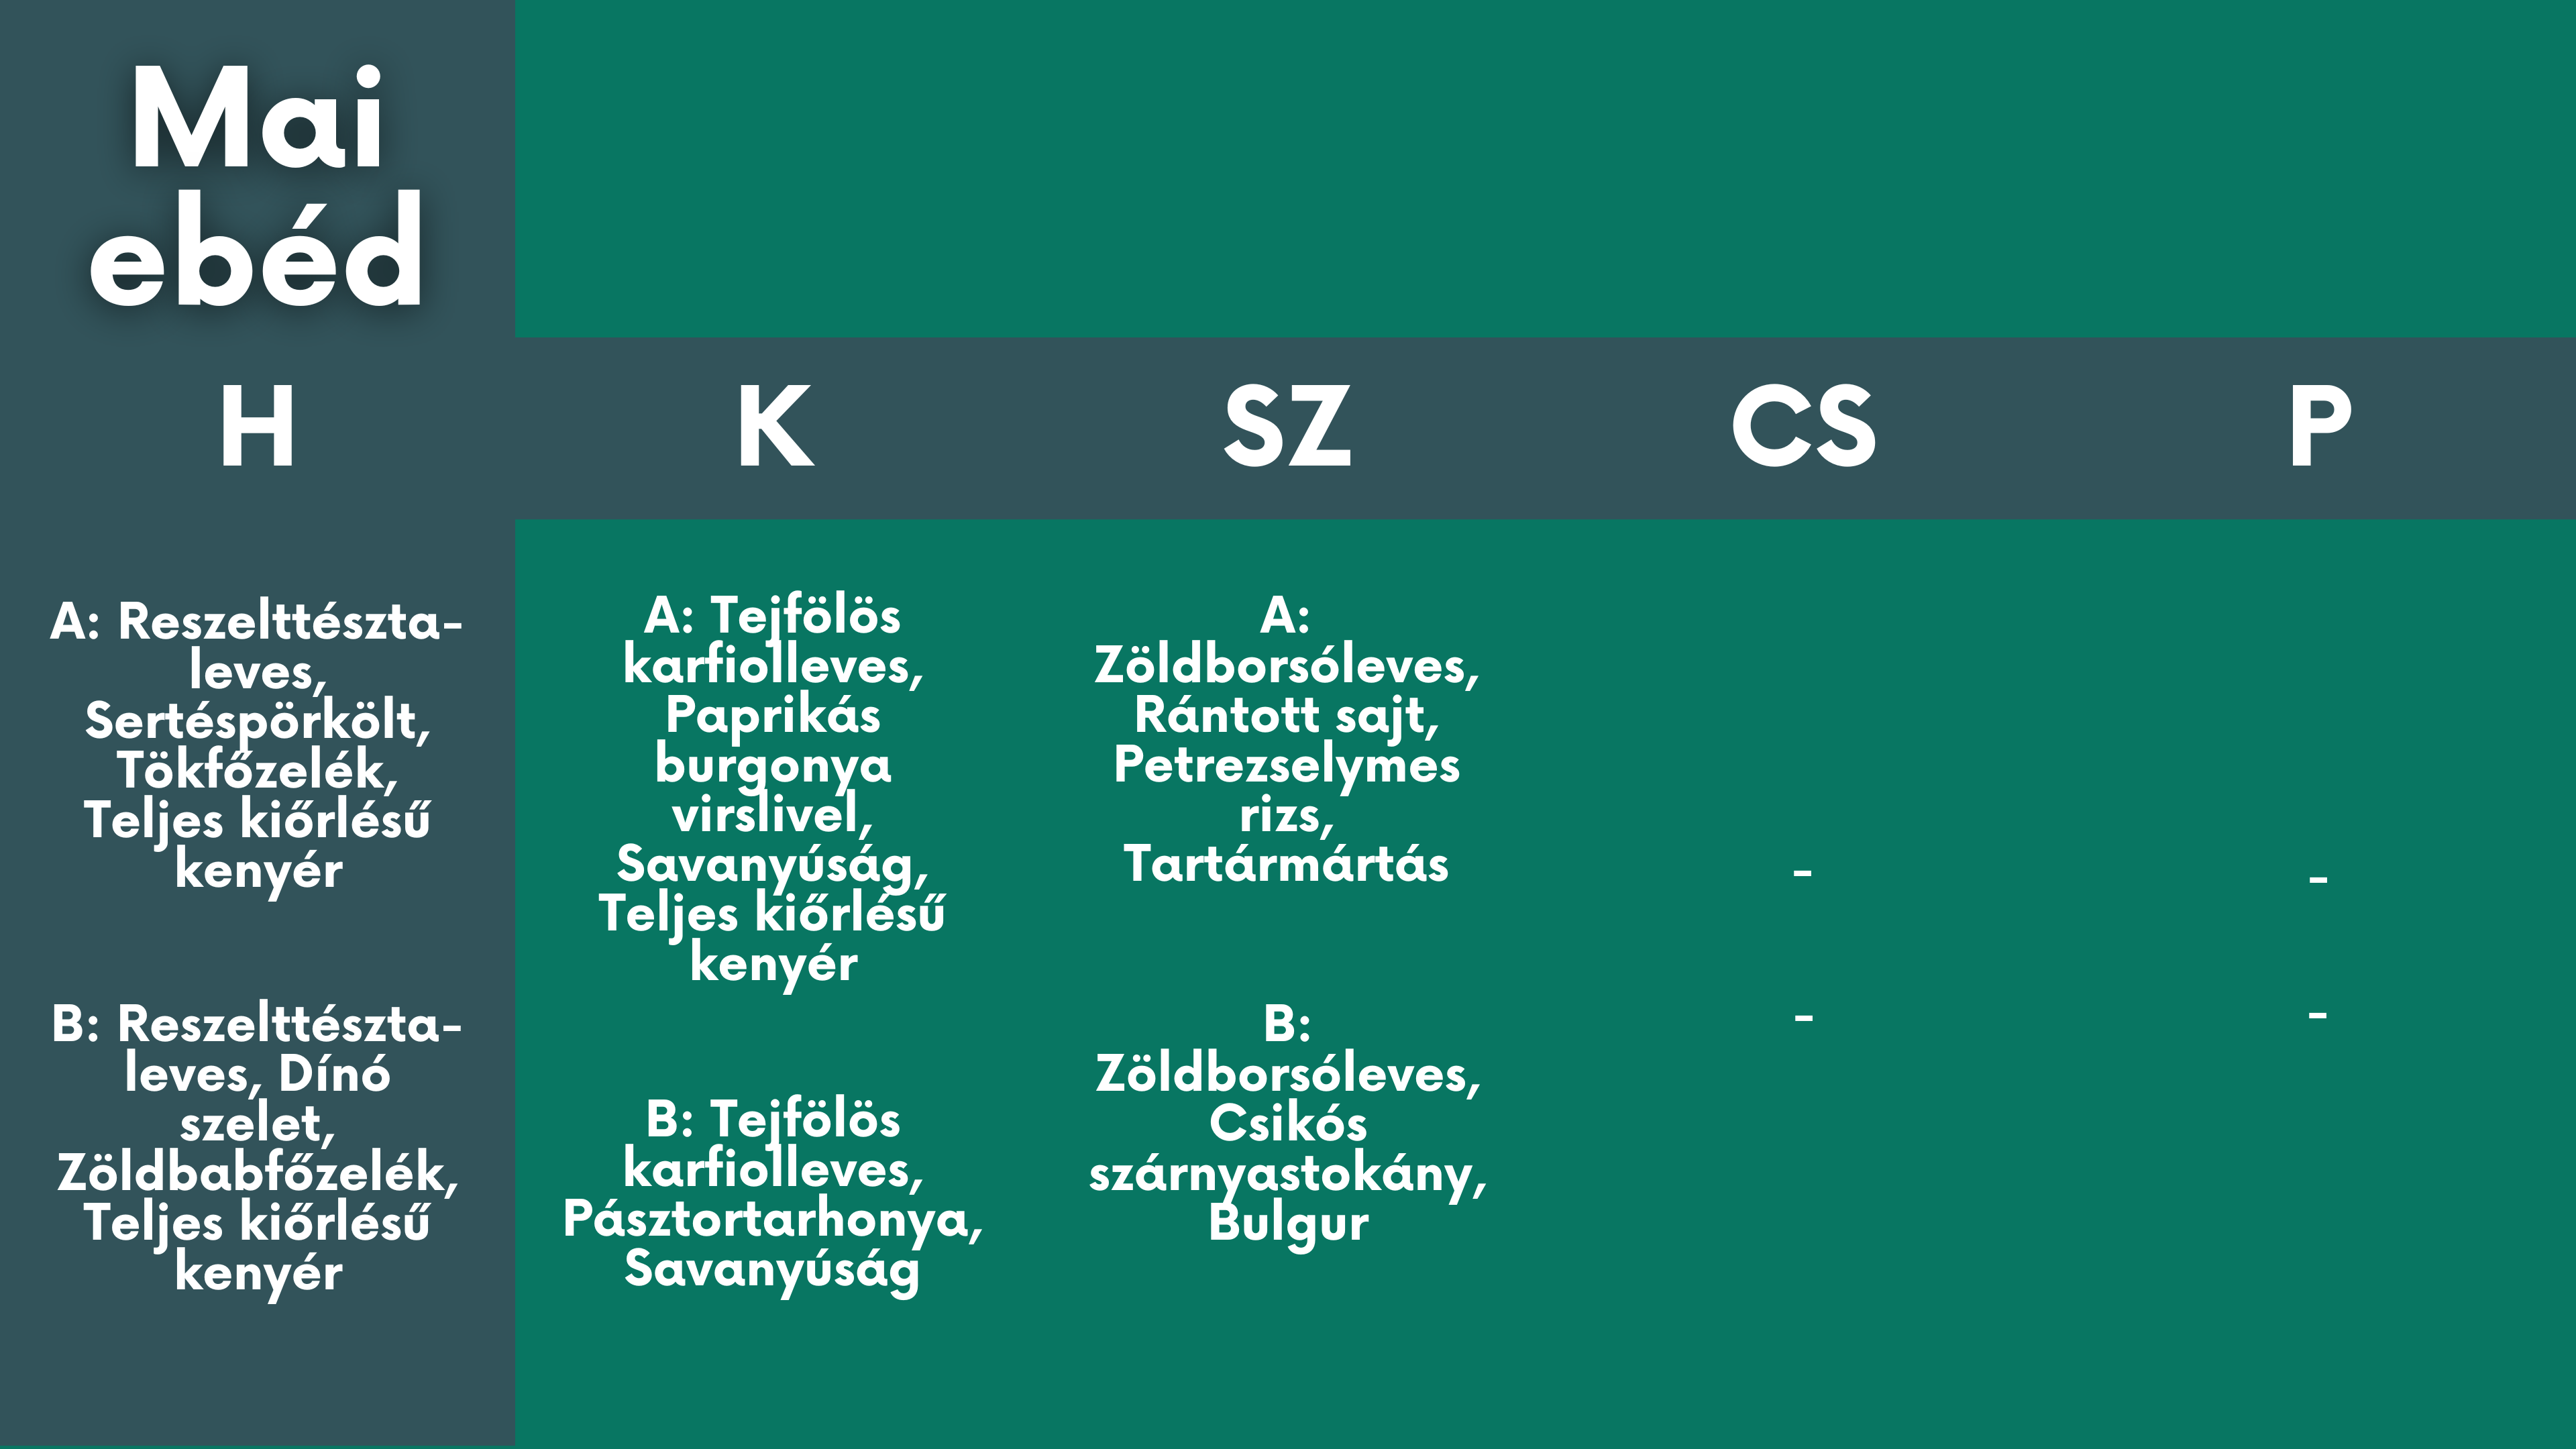 Mai
ebéd
H
K
SZ
CS
P
A: Reszelttészta-
leves,
Sertéspörkölt,
Tökfőzelék,
Teljes kiőrlésű
kenyér
B: Reszelttészta-
leves, Dínó
szelet,
Zöldbabfőzelék,
Teljes kiőrlésű
kenyér
A: Tejfölös
karfiolleves,
Paprikás
burgonya
virslivel,
Savanyúság,
Teljes kiőrlésű
kenyér
B: Tejfölös
karfiolleves,
Pásztortarhonya,
Savanyúság
A:
Zöldborsóleves,
Rántott sajt,
Petrezselymes
rizs,
Tartármártás
B:
Zöldborsóleves,
Csikós
szárnyastokány,
Bulgur
-
-
-
-